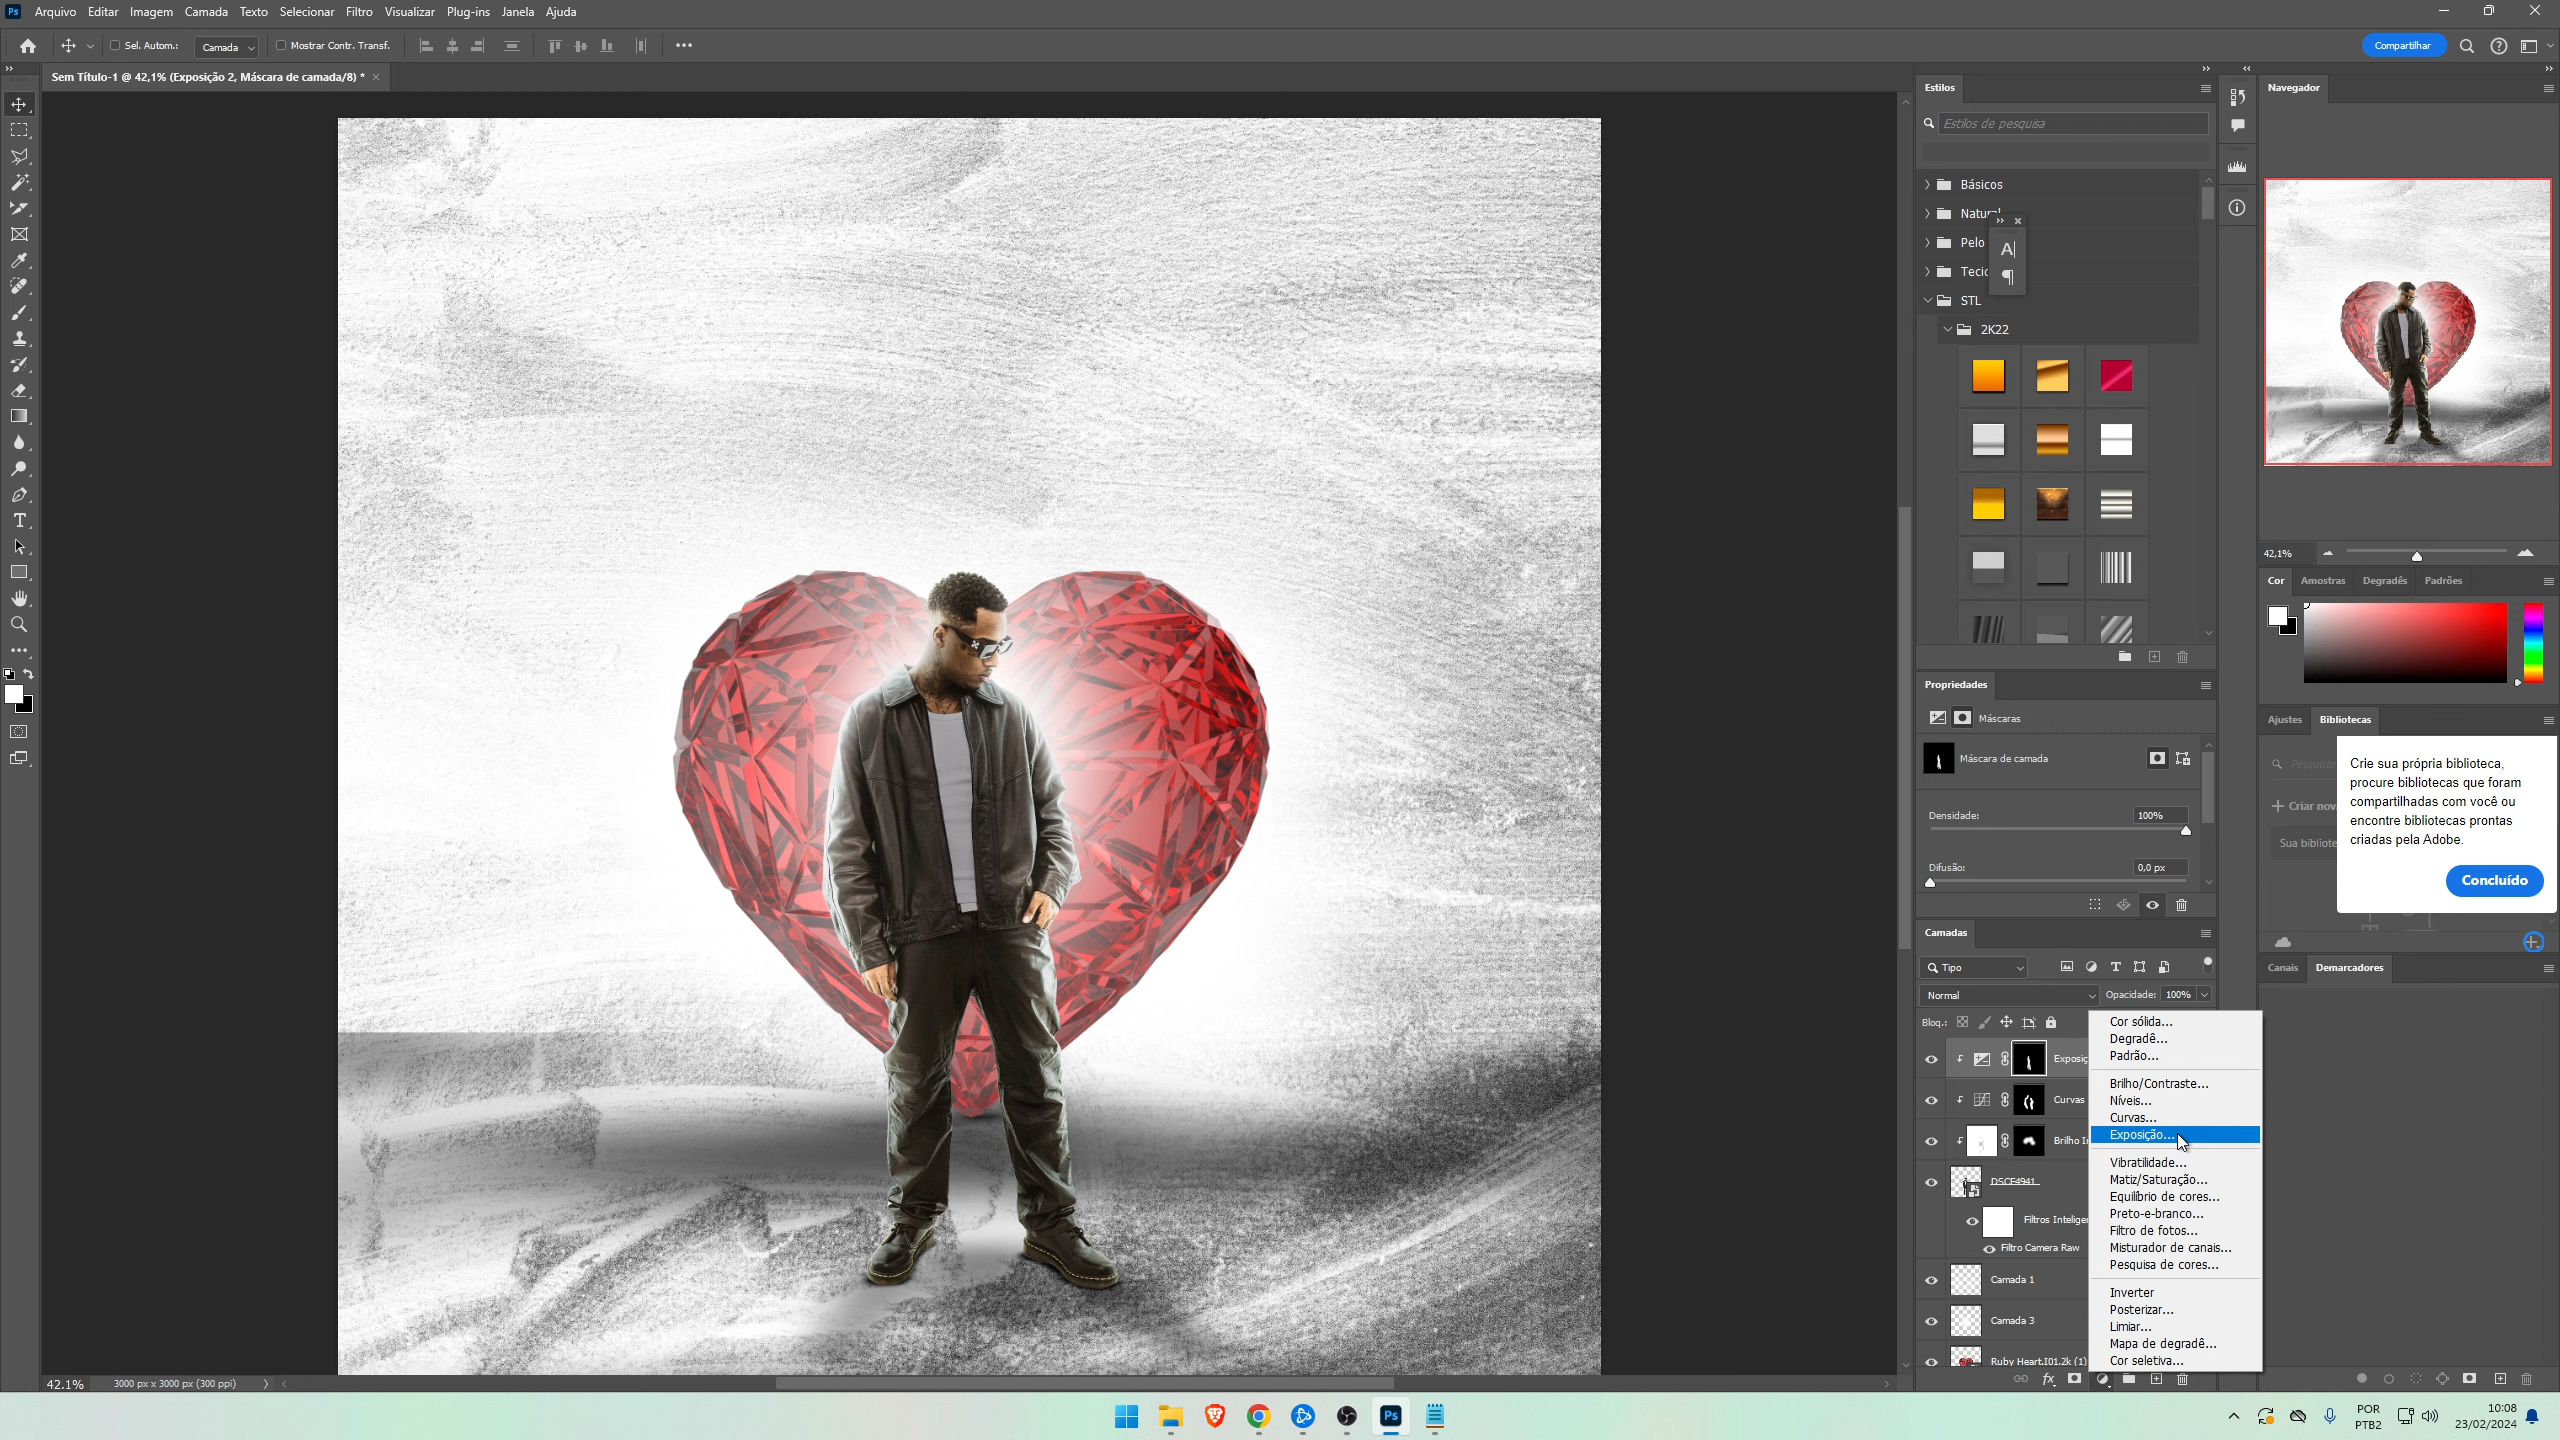 Ps Arquivo Editar Imagem Camada Texto Selecionar Filtro Visualizar Plug-ins Janela Ajuda
Sel. Autom.: Camada Mostrar Contr. Transf.
Compartilhar
Sem Título-1 @ 42,1% (Exposição 2, Máscara de camada/8) *
Estilos
Estilos de pesquisa
Básicos
Natural
Pelo
Tecid
STL
2K22
Navegador
42,1%
Cor Amostras Degradês Padrões
Propriedades
Máscaras
Máscara de camada
Densidade: 100%
Difusão: 0,0 px
Ajustes Bibliotecas
Pesquisar
Criar nov
Sua bibliote
Crie sua própria biblioteca,
procure bibliotecas que foram
compartilhadas com você ou
encontre bibliotecas prontas
criadas pela Adobe.
Concluído
Canais Demarcadores
Camadas
Tipo
Normal Opacidade: 100%
Bloq.:
Exposiç
Curvas
Brilho In
DSCF4941
Filtros Inteliger
Filtro Camera Raw
Camada 1
Camada 3
Ruby Heart.I01.2k (1)
fx
Cor sólida...
Degradê...
Padrão...
Brilho/Contraste...
Níveis...
Curvas...
Exposição...
Vibratilidade...
Matiz/Saturação...
Equilíbrio de cores...
Preto-e-branco...
Filtro de fotos...
Misturador de canais...
Pesquisa de cores...
Inverter
Posterizar...
Limiar...
Mapa de degradê...
Cor seletiva...
42,1% 3000 px x 3000 px (300 ppi)
Ps
POR
PTB2
10:08
23/02/2024